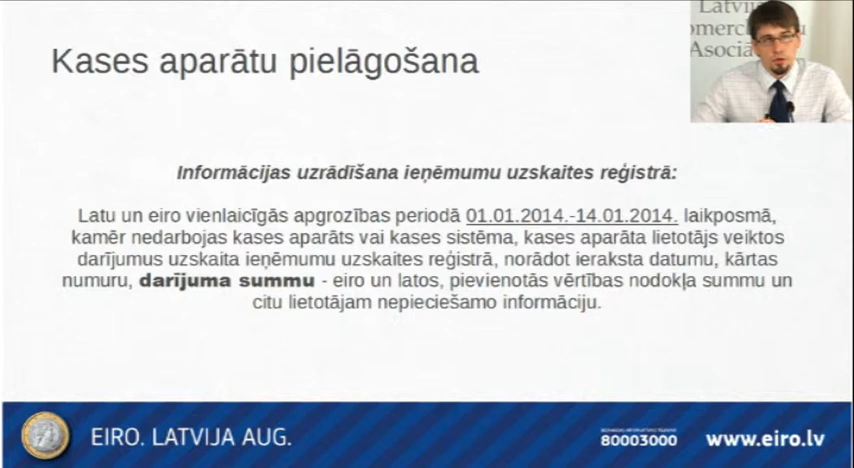 Kases aparātu pielāgošana
Latvij
omerci
Asociā
Informācijas uzrādīšana ieņēmumu uzskaites reģistrā:
Latu un eiro vienlaicīgās apgrozības periodā 01.01.2014.-14.01.2014. laikposmā,
kamēr nedarbojas kases aparāts vai kases sistēma, kases aparāta lietotājs veiktos
darījumus uzskaita ieņēmumu uzskaites reģistrā, norādot ieraksta datumu, kārtas
numuru, darījuma summu - eiro un latos, pievienotās vērtības nodokļa summu un
citu lietotājam nepieciešamo informāciju.
EIRO. LATVIJA AUG.
80003000
www.eiro.lv